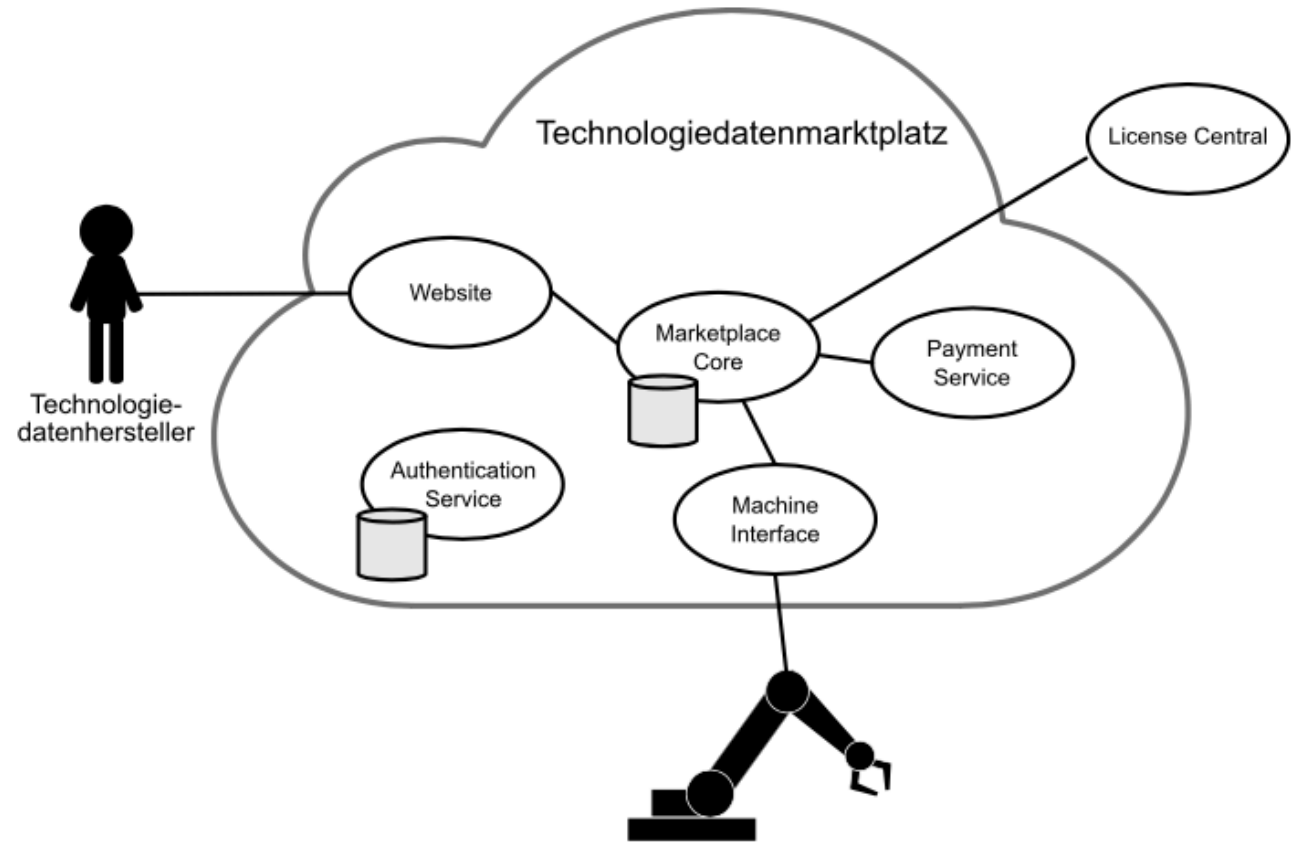 Technologiedatenmarktplatz
License Central
Website
Marketplace
Core
Payment
Service
Technologie-
datenhersteller
Authentication
Service
Machine
Interface